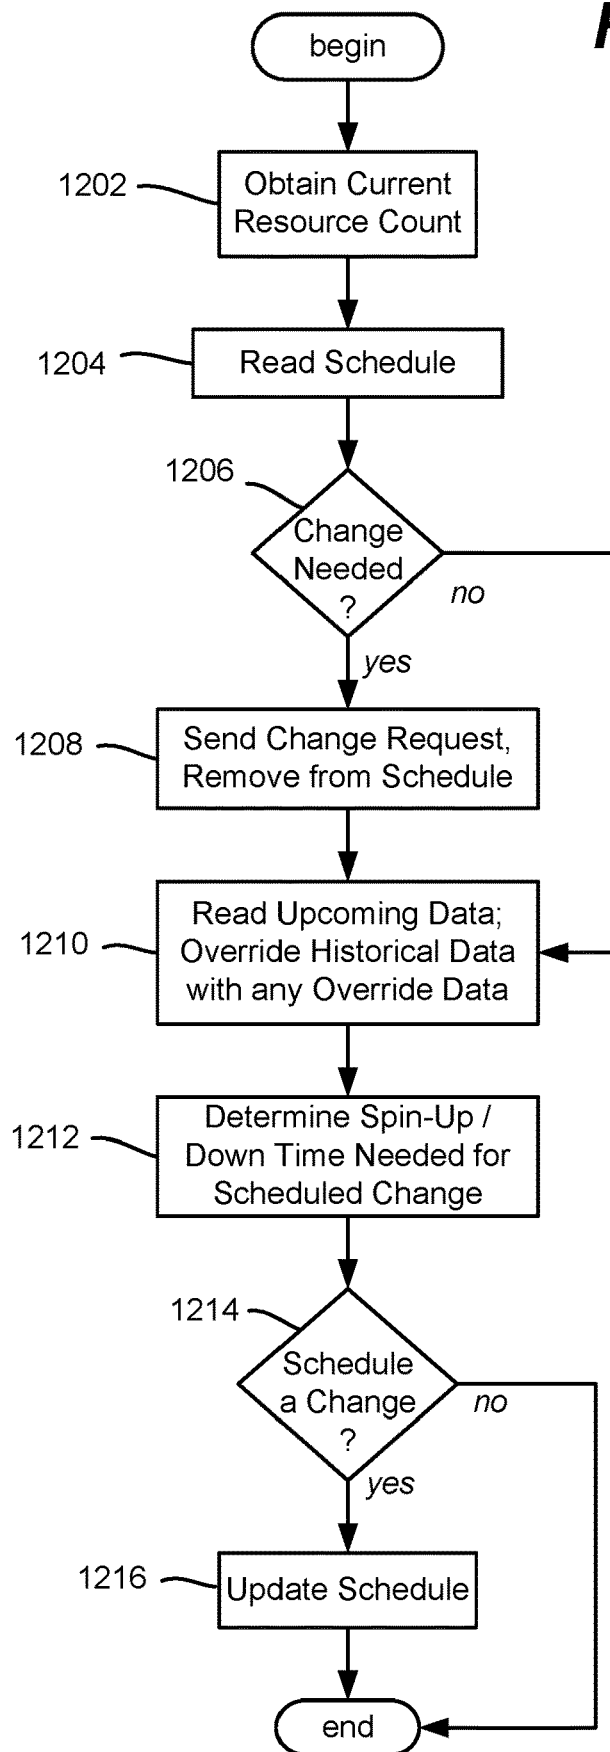 begin
1202
Obtain Current
Resource Count
1204
Read Schedule
1206
Change
Needed
?
no
yes
1208
Send Change Request,
Remove from Schedule
1210
Read Upcoming Data;
Override Historical Data
with any Override Data
1212
Determine Spin-Up /
Down Time Needed for
Scheduled Change
1214
Schedule
a Change
?
no
yes
1216
Update Schedule
end